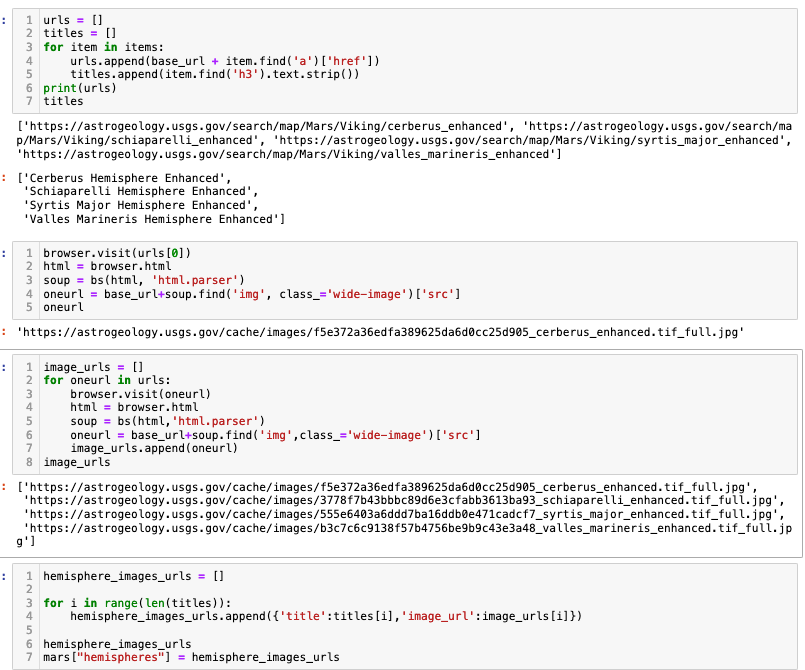 : 1 urls = []
2 titles = []
3 for item in items:
4     urls.append(base_url + item.find('a')['href'])
5     titles.append(item.find('h3').text.strip())
6 print(urls)
7 titles
['https://astrogeology.usgs.gov/search/map/Mars/Viking/cerberus_enhanced', 'https://astrogeology.usgs.gov/search/ma
p/Mars/Viking/schiaparelli_enhanced', 'https://astrogeology.usgs.gov/search/map/Mars/Viking/syrtis_major_enhanced',
'https://astrogeology.usgs.gov/search/map/Mars/Viking/valles_marineris_enhanced']
: ['Cerberus Hemisphere Enhanced',
'Schiaparelli Hemisphere Enhanced',
'Syrtis Major Hemisphere Enhanced',
'Valles Marineris Hemisphere Enhanced']
: 1 browser.visit(urls[0])
2 html = browser.html
3 soup = bs(html, 'html.parser')
4 oneurl = base_url+soup.find('img', class_='wide-image')['src']
5 oneurl
: 'https://astrogeology.usgs.gov/cache/images/f5e372a36edfa389625da6d0cc25d905_cerberus_enhanced.tif_full.jpg'
: 1 image_urls = []
2 for oneurl in urls:
3     browser.visit(oneurl)
4     html = browser.html
5     soup = bs(html,'html.parser')
6     oneurl = base_url+soup.find('img',class_='wide-image')['src']
7     image_urls.append(oneurl)
8 image_urls
: ['https://astrogeology.usgs.gov/cache/images/f5e372a36edfa389625da6d0cc25d905_cerberus_enhanced.tif_full.jpg',
'https://astrogeology.usgs.gov/cache/images/3778f7b43bbbc89d6e3cfabb3613ba93_schiaparelli_enhanced.tif_full.jpg',
'https://astrogeology.usgs.gov/cache/images/555e6403a6ddd7ba16ddb0e471cadcf7_syrtis_major_enhanced.tif_full.jpg',
'https://astrogeology.usgs.gov/cache/images/b3c7c6c9138f57b4756be9b9c43e3a48_valles_marineris_enhanced.tif_full.jp
g']
: 1 hemisphere_images_urls = []
2
3 for i in range(len(titles)):
4     hemisphere_images_urls.append({'title':titles[i],'image_url':image_urls[i]})
5
6 hemisphere_images_urls
7 mars["hemispheres"] = hemisphere_images_urls